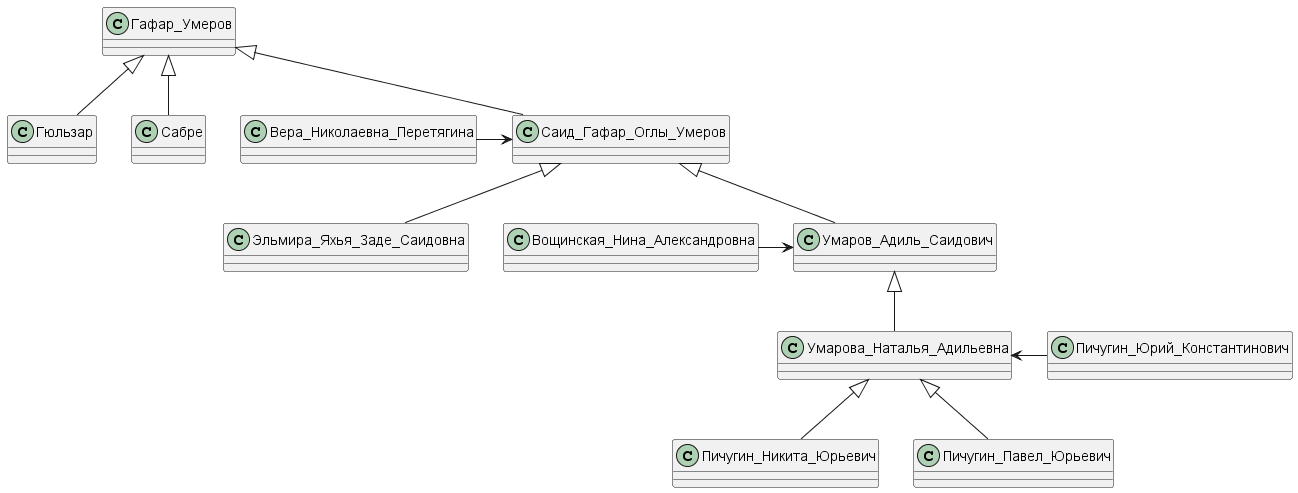 C Гафар_Умеров
C Гюльзар
C Сабре
C Вера_Николаевна_Перетягина
C Саид_Гафар_Оглы_Умеров
C Эльмира_Яхья_Заде_Саидовна
C Вощинская_Нина_Александровна
C Умаров_Адиль_Саидович
C Умарова_Наталья_Адильевна
C Пичугин_Юрий_Константинович
C Пичугин_Никита_Юрьевич
C Пичугин_Павел_Юрьевич